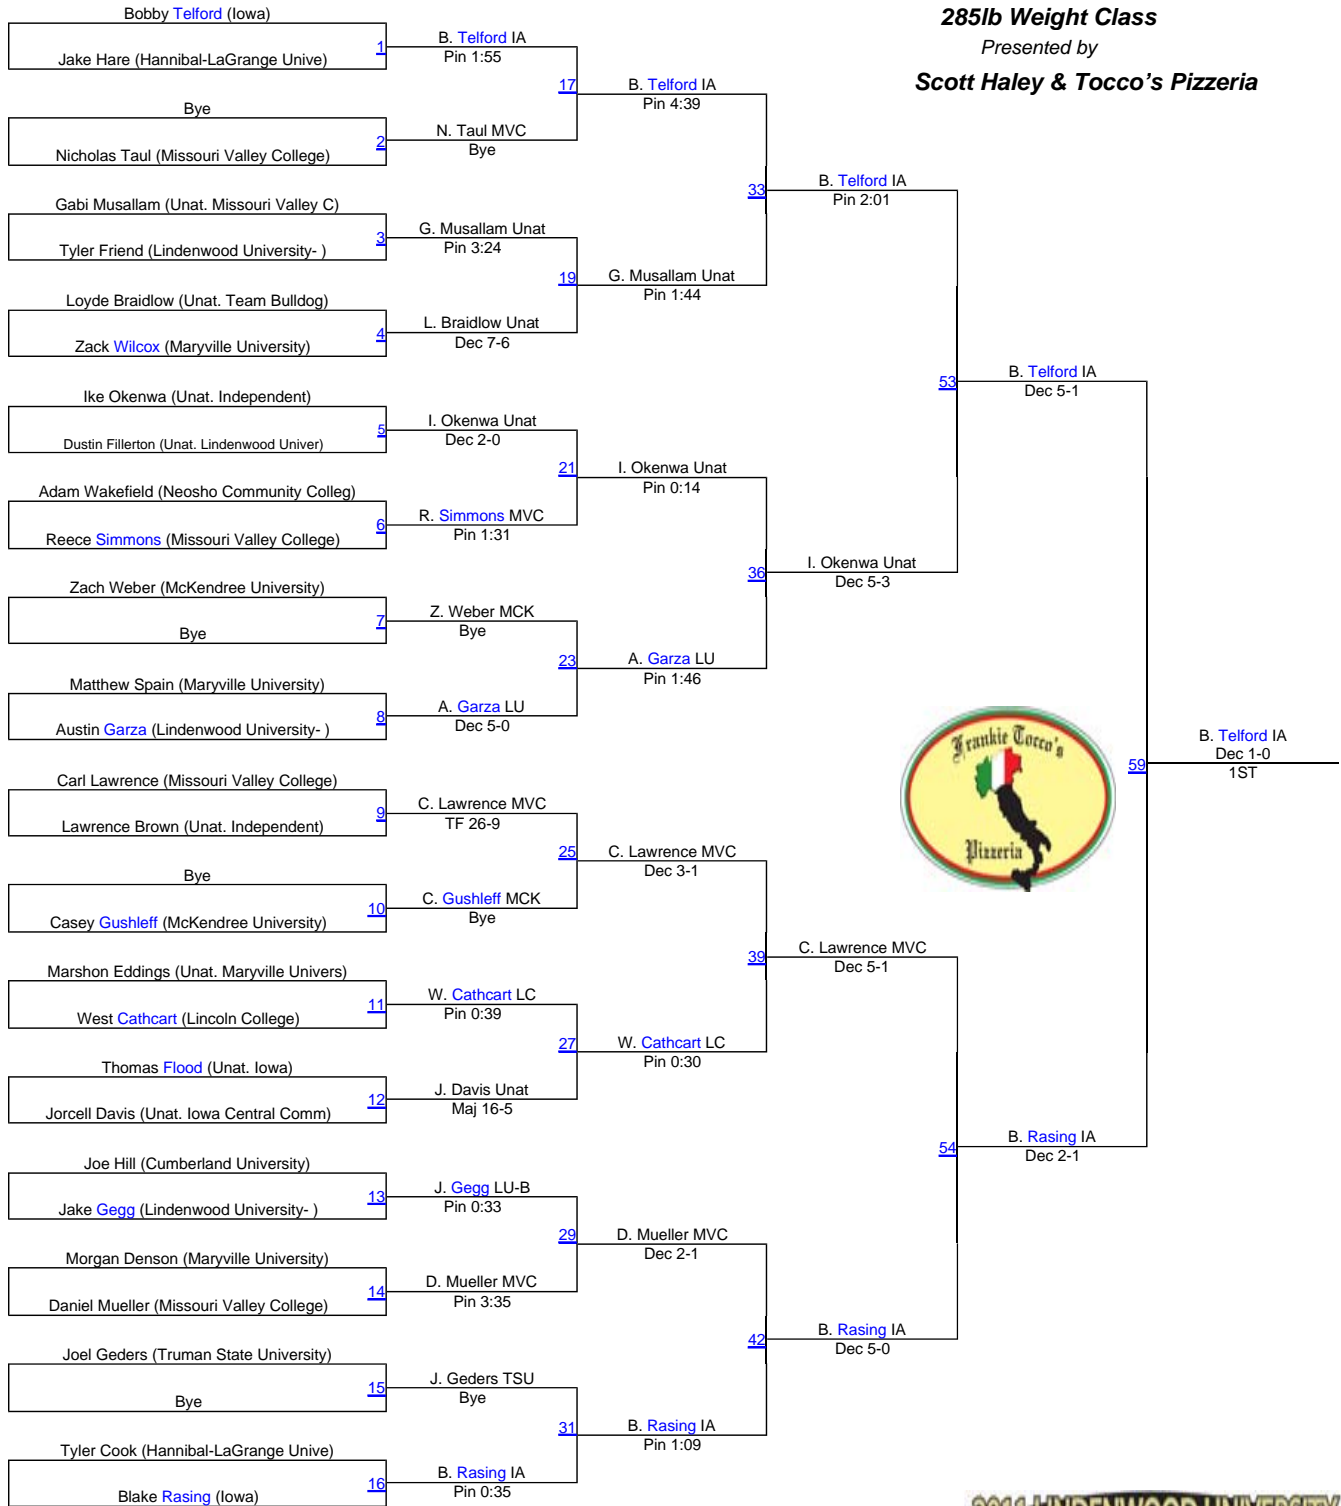 285lb Weight Class
Presented by
Scott Haley & Tocco's Pizzeria
Bobby Telford (Iowa)
1
Jake Hare (Hannibal-LaGrange Unive)
Bye
2
Nicholas Taul (Missouri Valley College)
Gabi Musallam (Unat. Missouri Valley C)
3
Tyler Friend (Lindenwood University- )
Loyde Braidlow (Unat. Team Bulldog)
4
Zack Wilcox (Maryville University)
Ike Okenwa (Unat. Independent)
5
Dustin Fillerton (Unat. Lindenwood Univer)
Adam Wakefield (Neosho Community Colleg)
6
Reece Simmons (Missouri Valley College)
Zach Weber (McKendree University)
7
Bye
Matthew Spain (Maryville University)
8
Austin Garza (Lindenwood University- )
Carl Lawrence (Missouri Valley College)
9
Lawrence Brown (Unat. Independent)
Bye
10
Casey Gushleff (McKendree University)
Marshon Eddings (Unat. Maryville Univers)
11
West Cathcart (Lincoln College)
Thomas Flood (Unat. Iowa)
12
Jorcell Davis (Unat. Iowa Central Comm)
Joe Hill (Cumberland University)
13
Jake Gegg (Lindenwood University- )
Morgan Denson (Maryville University)
14
Daniel Mueller (Missouri Valley College)
Joel Geders (Truman State University)
15
Bye
Tyler Cook (Hannibal-LaGrange Unive)
16
Blake Rasing (Iowa)
B. Telford IA
Pin 1:55
17
N. Taul MVC
Bye
G. Musallam Unat
Pin 3:24
19
L. Braidlow Unat
Dec 7-6
I. Okenwa Unat
Dec 2-0
21
R. Simmons MVC
Pin 1:31
Z. Weber MCK
Bye
23
A. Garza LU
Dec 5-0
C. Lawrence MVC
TF 26-9
25
C. Gushleff MCK
Bye
W. Cathcart LC
Pin 0:39
27
J. Davis Unat
Maj 16-5
J. Gegg LU-B
Pin 0:33
29
D. Mueller MVC
Pin 3:35
J. Geders TSU
Bye
31
B. Rasing IA
Pin 0:35
B. Telford IA
Pin 4:39
33
G. Musallam Unat
Pin 1:44
I. Okenwa Unat
Pin 0:14
36
A. Garza LU
Pin 1:46
C. Lawrence MVC
Dec 3-1
39
W. Cathcart LC
Pin 0:30
D. Mueller MVC
Dec 2-1
42
B. Rasing IA
Pin 1:09
B. Telford IA
Pin 2:01
53
I. Okenwa Unat
Dec 5-3
C. Lawrence MVC
Dec 5-1
54
B. Rasing IA
Dec 5-0
B. Telford IA
Dec 5-1
59
B. Rasing IA
Dec 2-1
B. Telford IA
Dec 1-0
1ST
Frankie Tocco's
Pizzeria
2011 LINDENWOOD UNIVERSITY